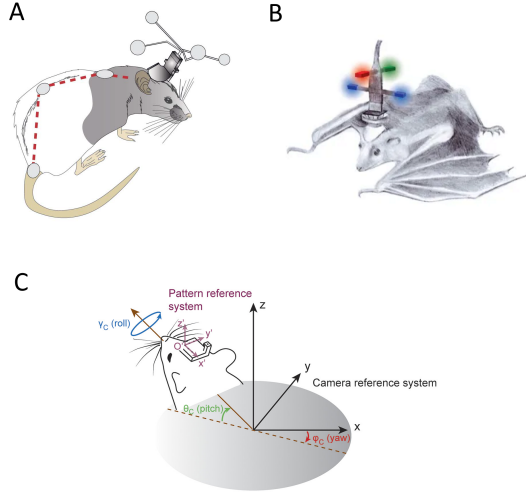 A
B
C
Pattern reference
system
γC (roll)
z'
y'
O'
x'
z
y
Camera reference system
x
θC (pitch)
φC (yaw)